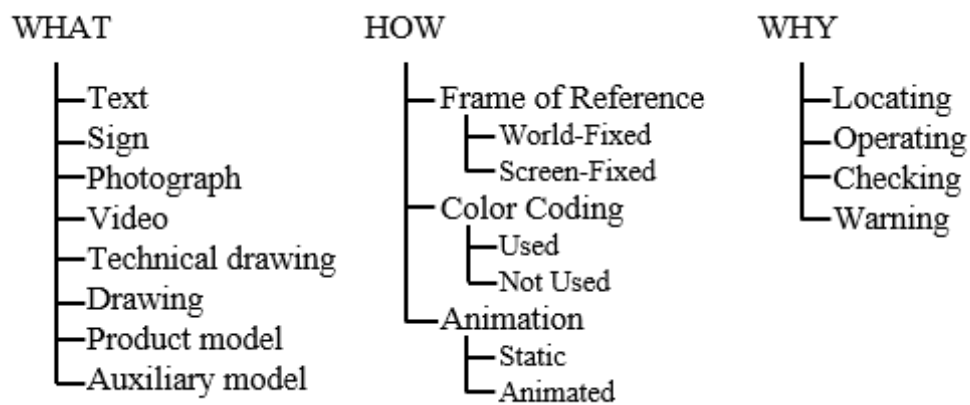 WHAT
Text
Sign
Photograph
Video
Technical drawing
Drawing
Product model
Auxiliary model
HOW
Frame of Reference
World-Fixed
Screen-Fixed
Color Coding
Used
Not Used
Animation
Static
Animated
WHY
Locating
Operating
Checking
Warning